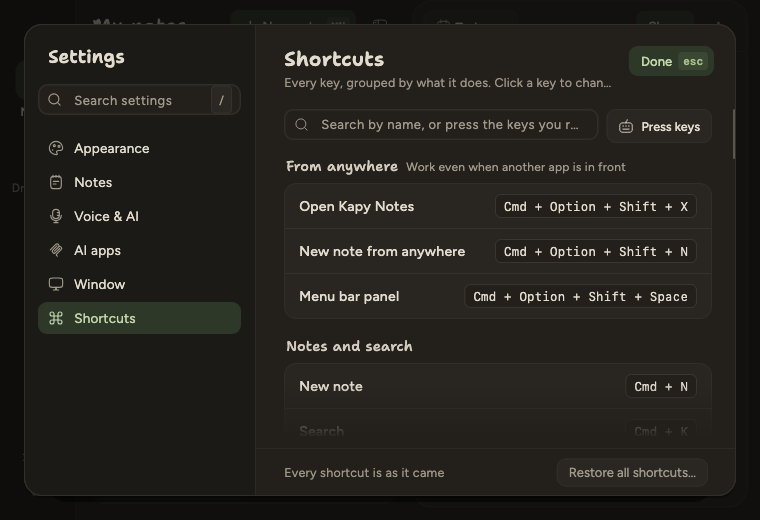 My notes
Settings
Search settings
/
Appearance
Notes
Voice & AI
AI apps
Window
Shortcuts
Shortcuts
Every key, grouped by what it does. Click a key to chan...
Done esc
Search by name, or press the keys you r...
Press keys
From anywhere Work even when another app is in front
Open Kapy Notes Cmd + Option + Shift + X
New note from anywhere Cmd + Option + Shift + N
Menu bar panel Cmd + Option + Shift + Space
Notes and search
New note Cmd + N
Search Cmd + K
Every shortcut is as it came
Restore all shortcuts...